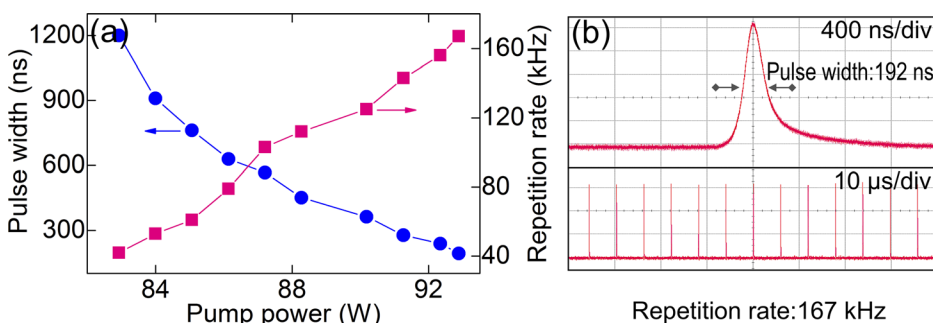 (a)
1200
900
600
300
Pulse width (ns)
84
88
92
Pump power (W)
160
120
80
40
Repetition rate (kHz)
(b)
400 ns/div
Pulse width:192 ns
10 µs/div
Repetition rate:167 kHz